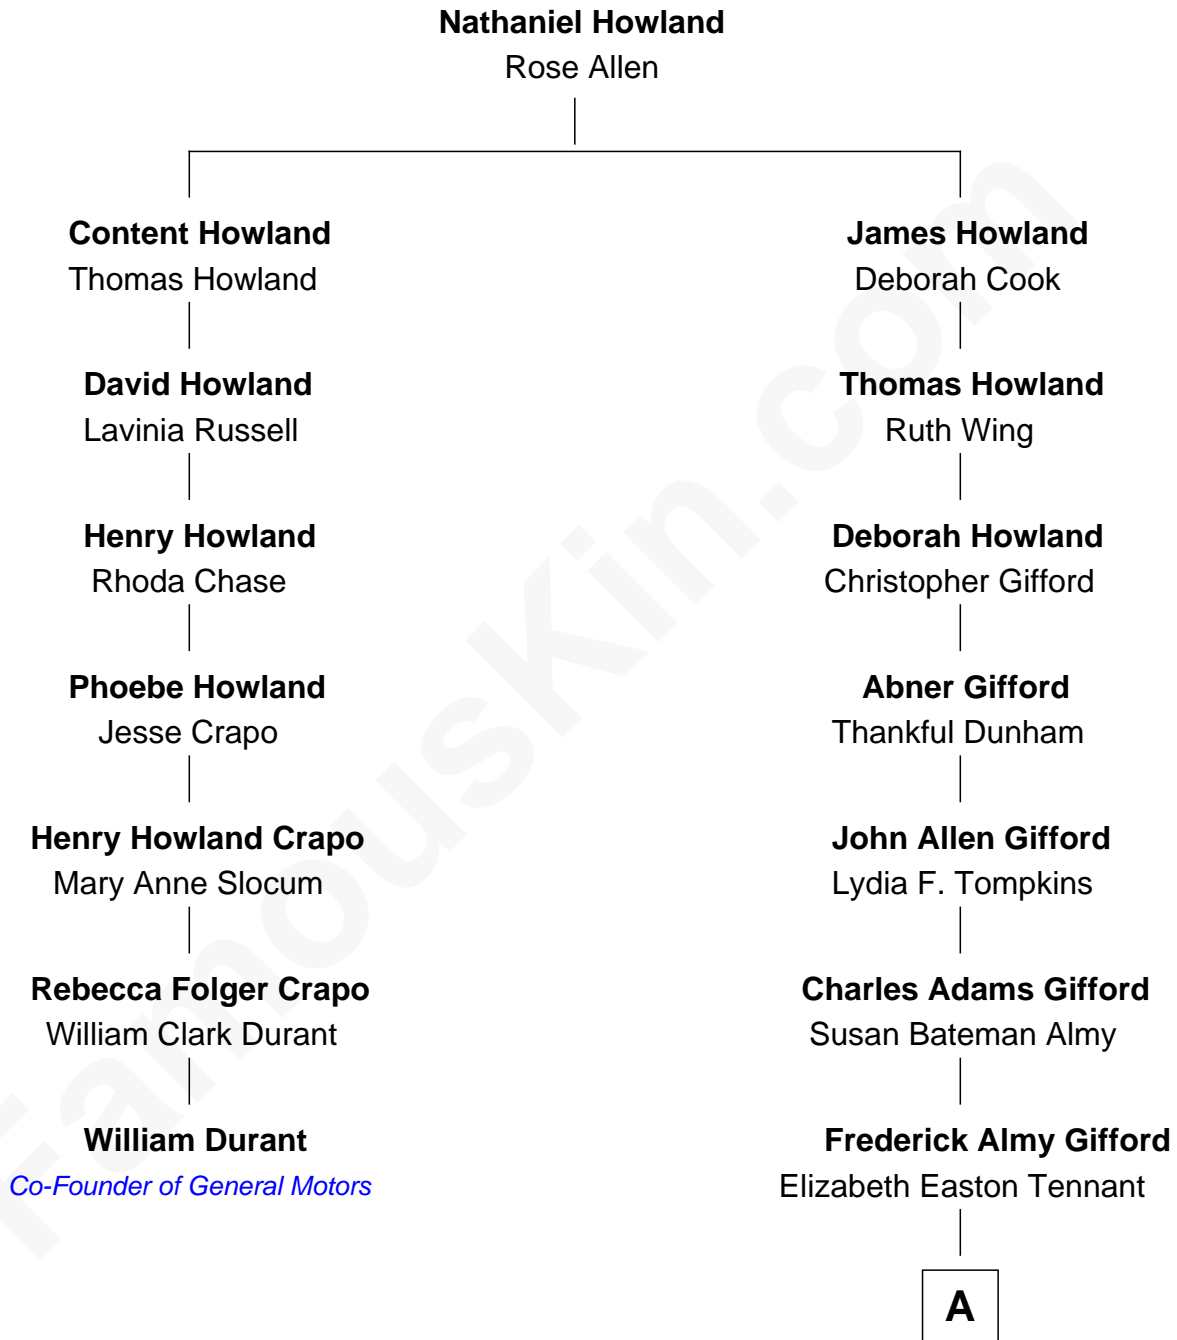 Nathaniel Howland
Rose Allen
Content Howland
Thomas Howland
James Howland
Deborah Cook
David Howland
Lavinia Russell
Thomas Howland
Ruth Wing
Henry Howland
Rhoda Chase
Deborah Howland
Christopher Gifford
Phoebe Howland
Jesse Crapo
Abner Gifford
Thankful Dunham
Henry Howland Crapo
Mary Anne Slocum
John Allen Gifford
Lydia F. Tompkins
Rebecca Folger Crapo
William Clark Durant
Charles Adams Gifford
Susan Bateman Almy
William Durant
Co-Founder of General Motors
Frederick Almy Gifford
Elizabeth Easton Tennant
A
FamousKin.com